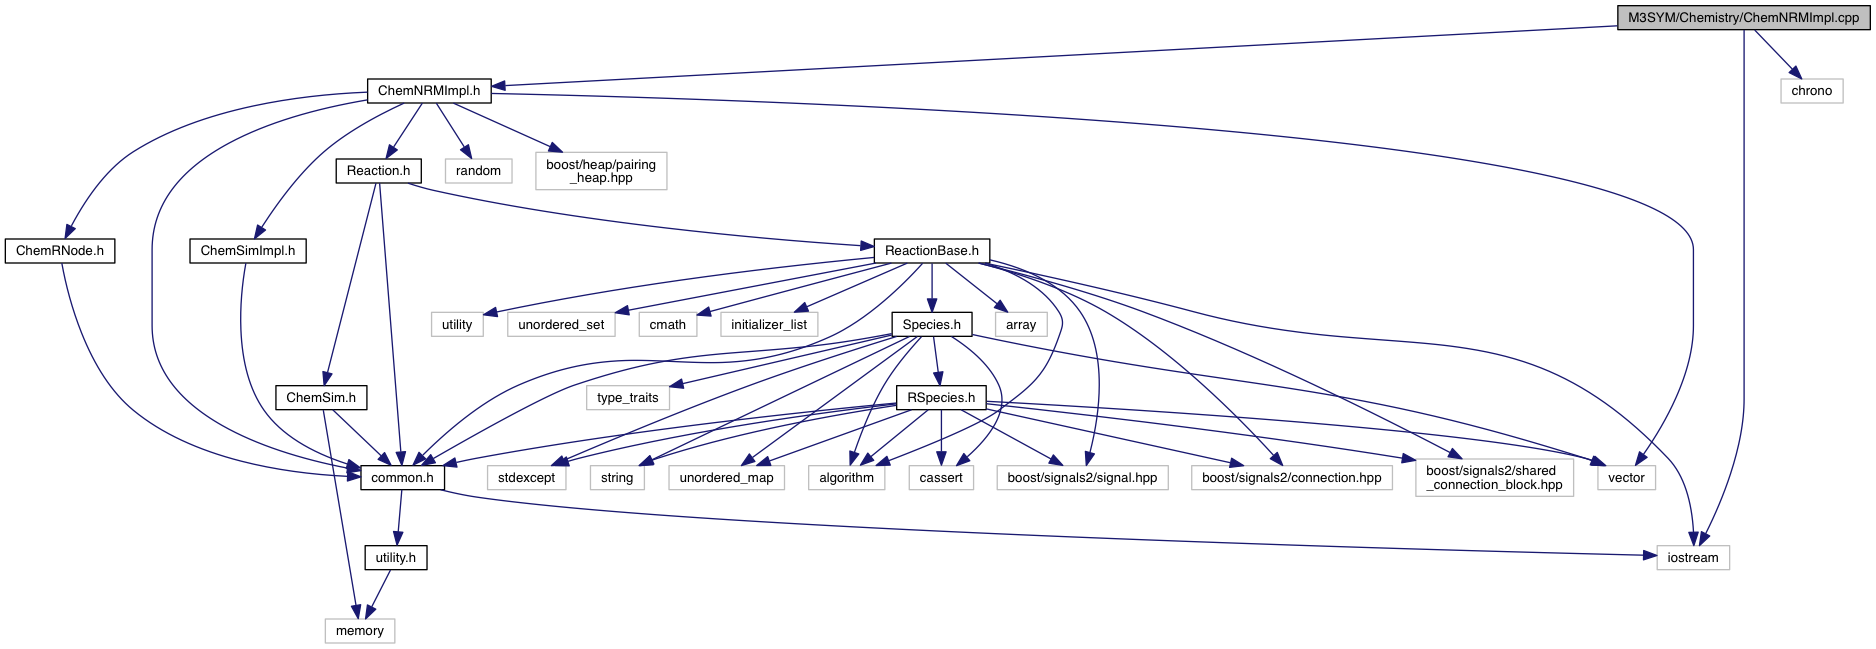 M3SYM/Chemistry/ChemNRMImpl.cpp
ChemNRMImpl.h
chrono
Reaction.h
random
boost/heap/pairing
_heap.hpp
ChemRNode.h
ChemSimImpl.h
ReactionBase.h
utility
unordered_set
cmath
initializer_list
Species.h
array
ChemSim.h
type_traits
RSpecies.h
common.h
stdexcept
string
unordered_map
algorithm
cassert
boost/signals2/signal.hpp
boost/signals2/connection.hpp
boost/signals2/shared
_connection_block.hpp
vector
utility.h
iostream
memory